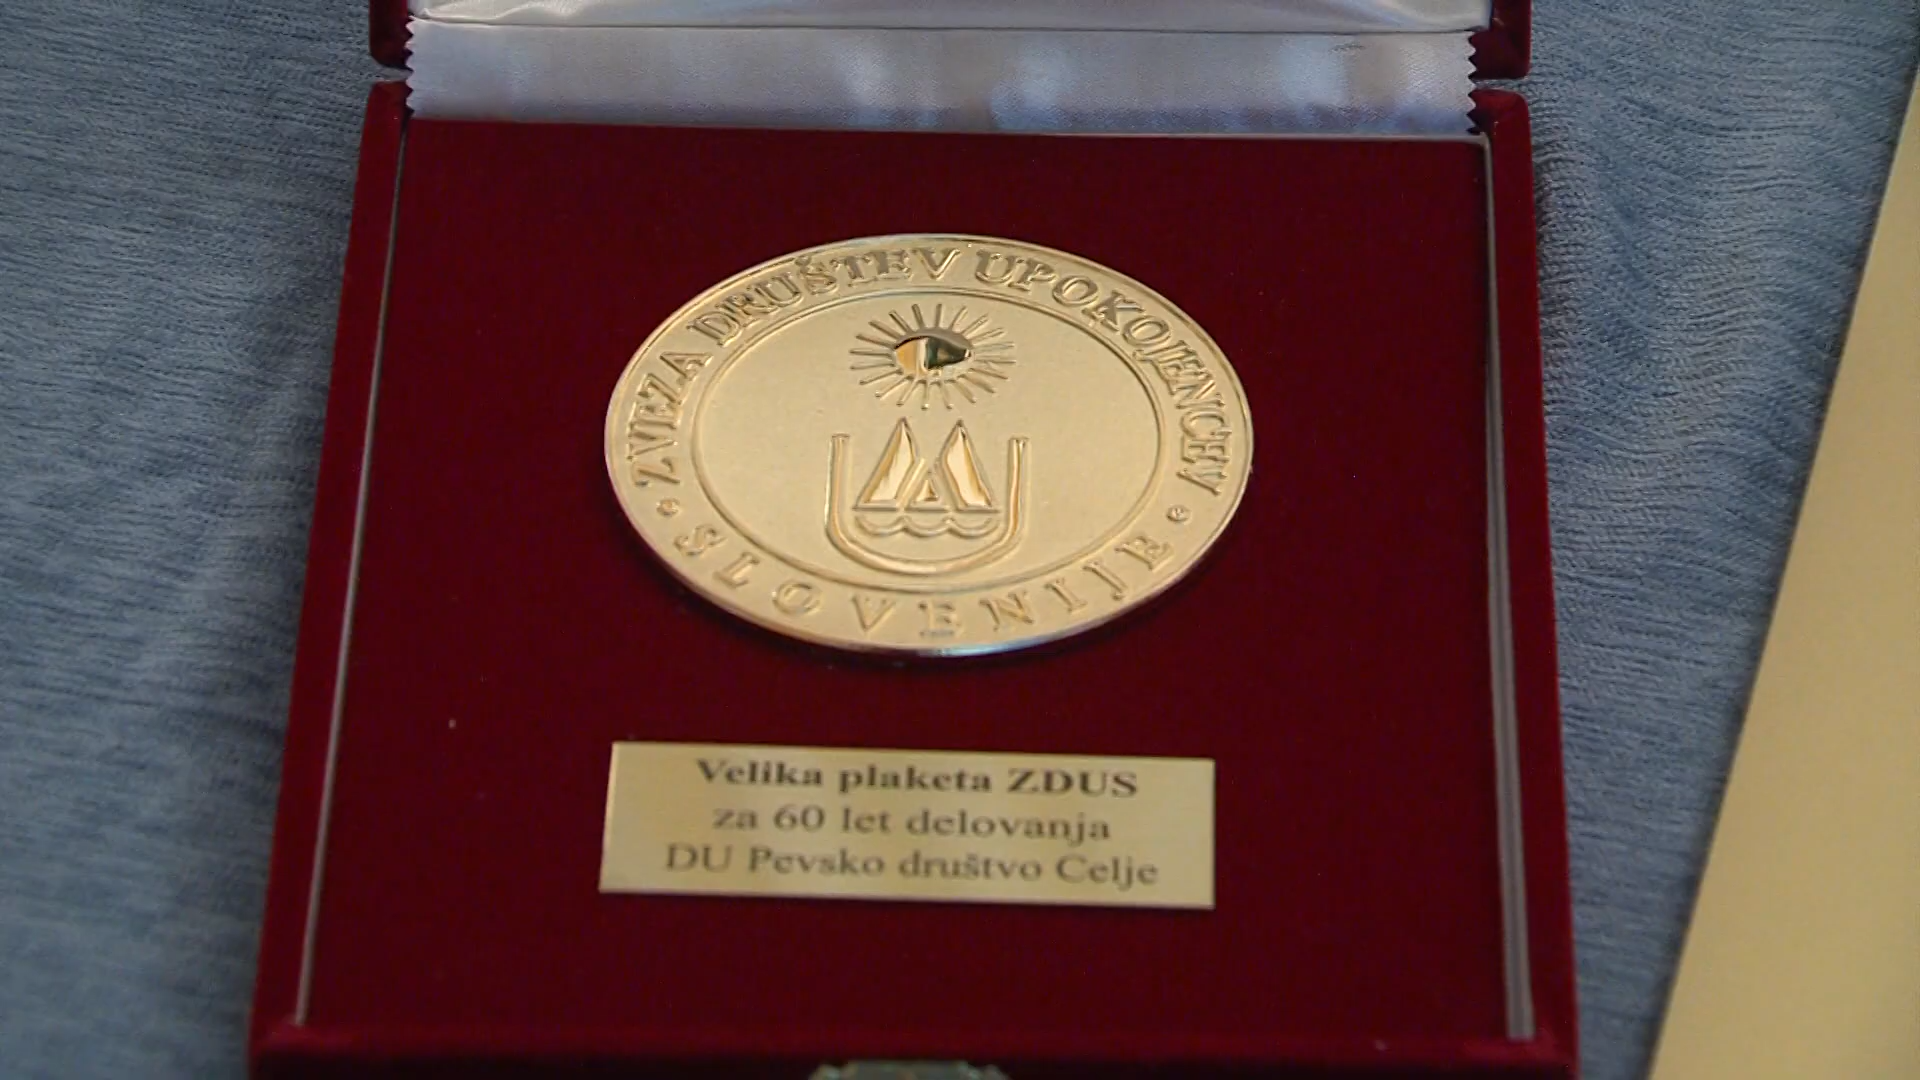 ZVEZA DRUŠTEV UPOKOJENCEV
SLOVENIJE
Velika plaketa ZDUS
za 60 let delovanja
DU Pevsko društvo Celje